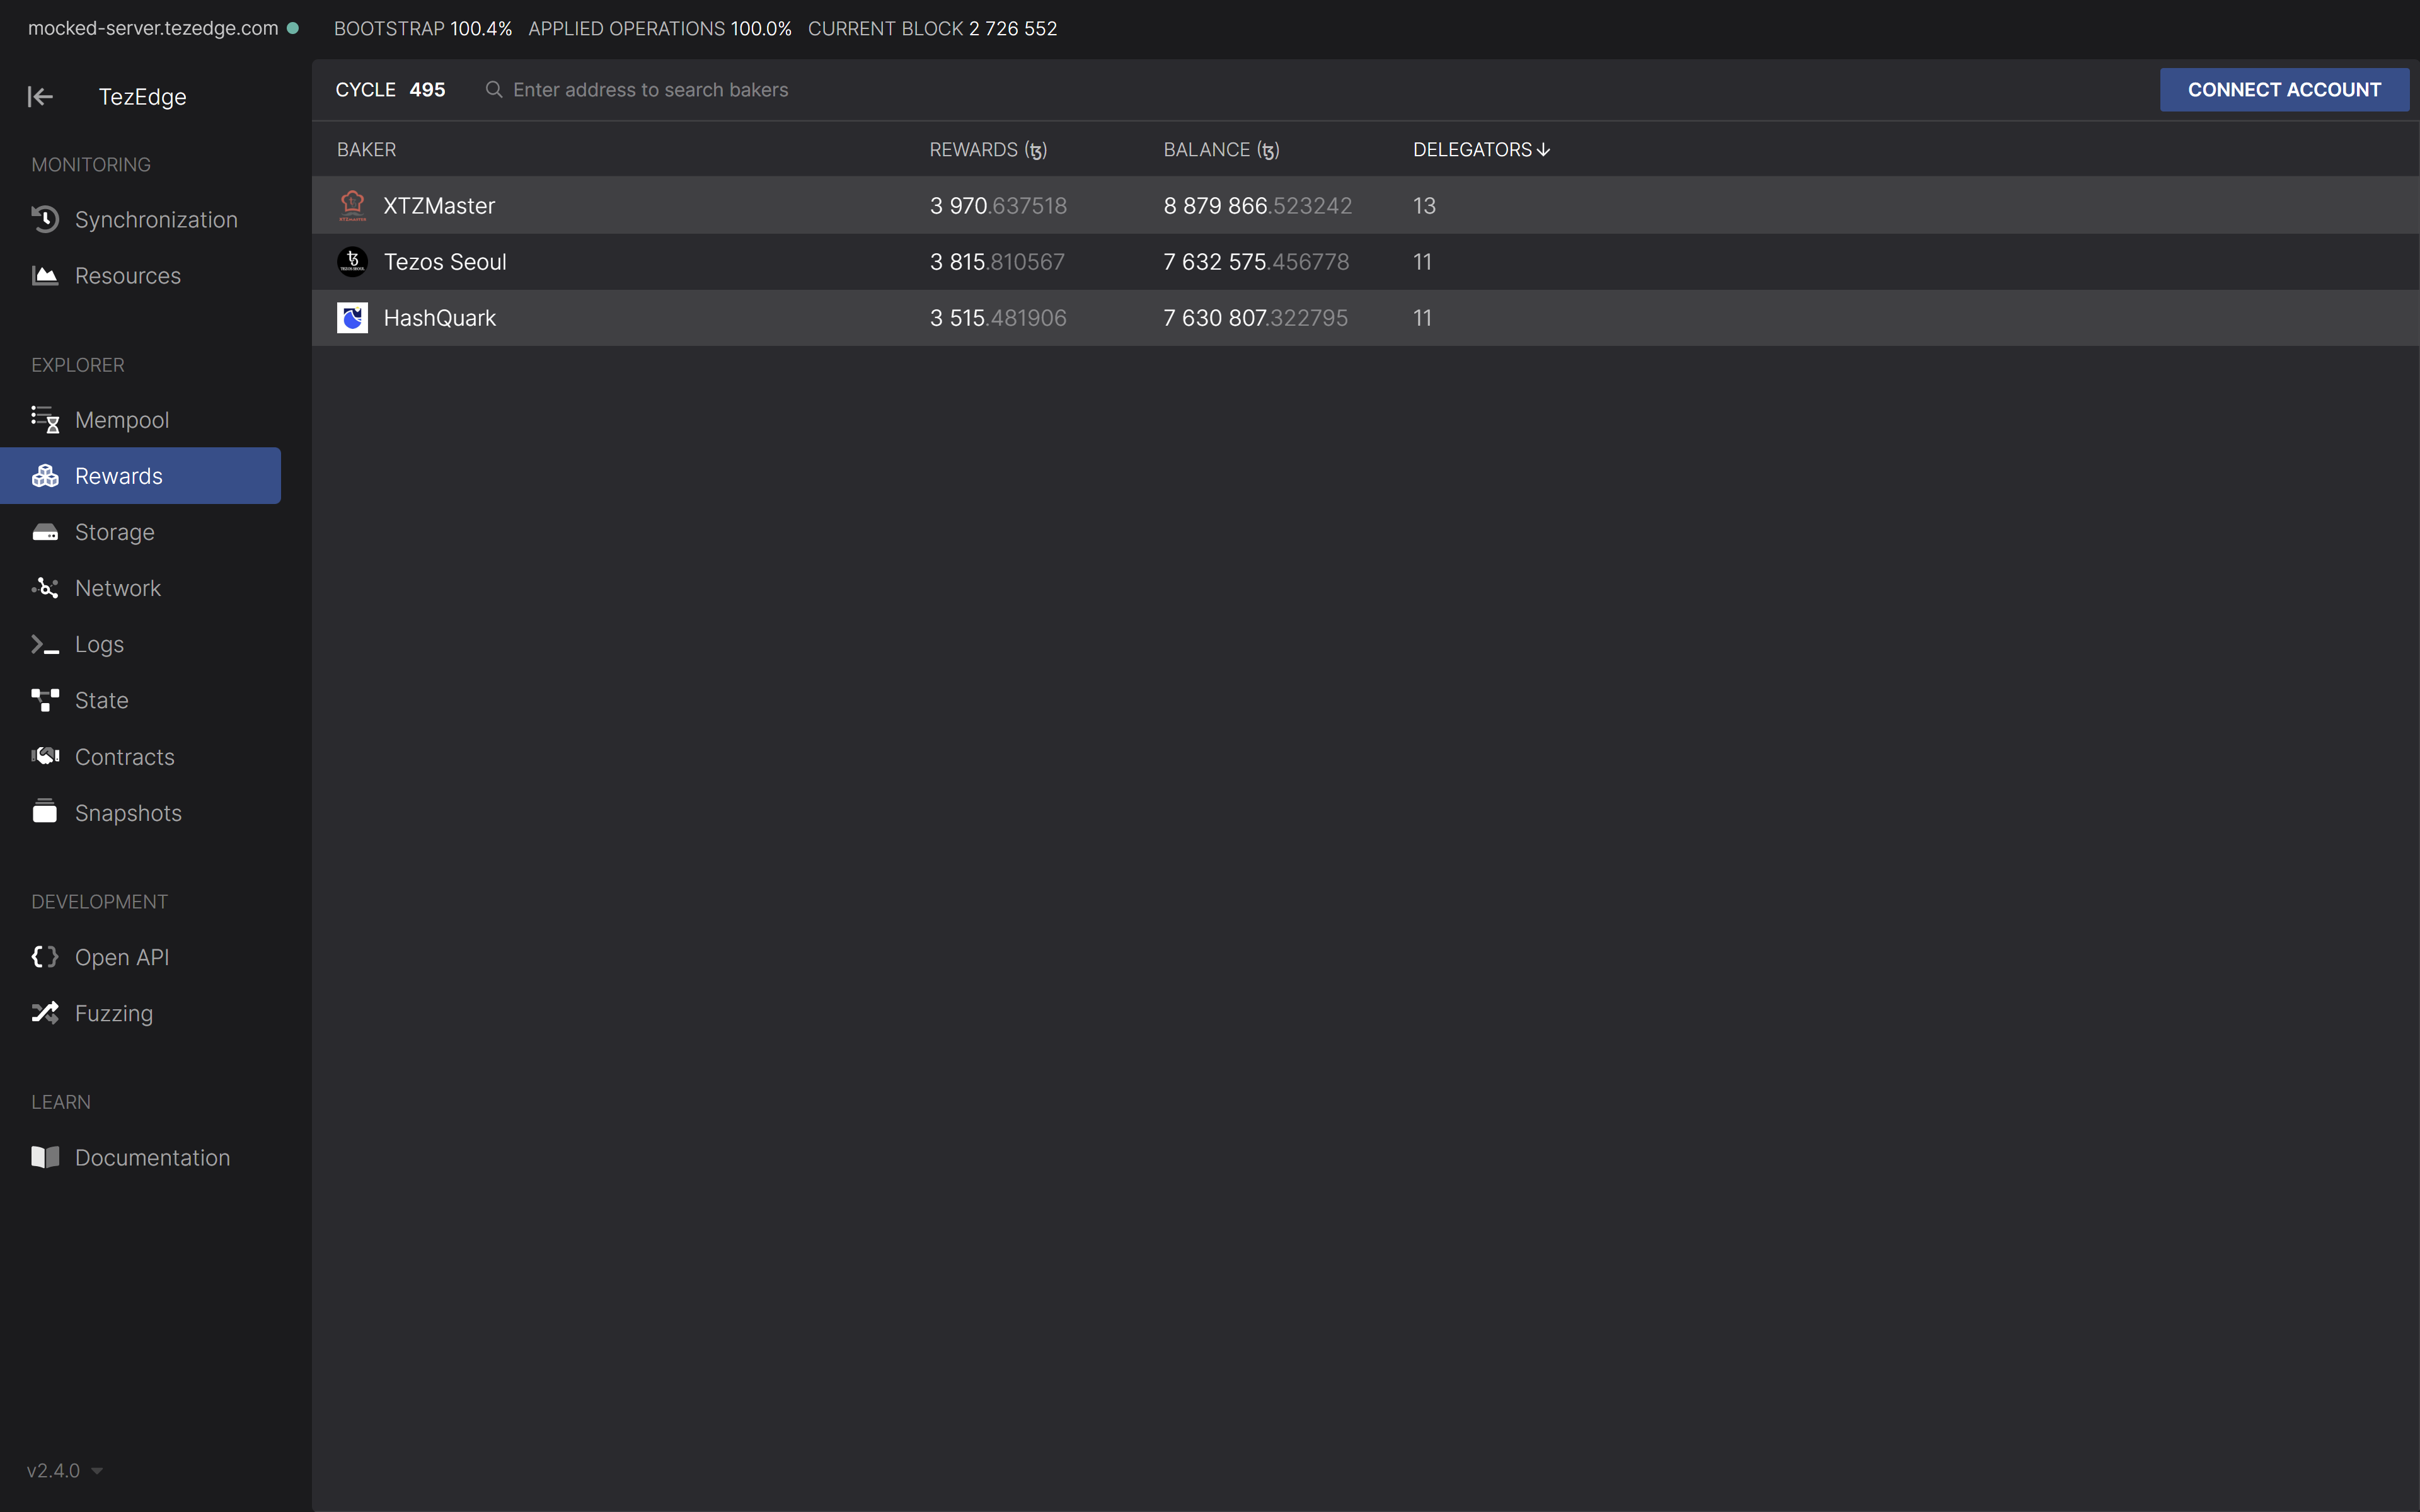 mocked-server.tezedge.com BOOTSTRAP 100.4% APPLIED OPERATIONS 100.0% CURRENT BLOCK 2 726 552
TezEdge
MONITORING
Synchronization
Resources
EXPLORER
Mempool
Rewards
Storage
Network
Logs
State
Contracts
Snapshots
DEVELOPMENT
Open API
Fuzzing
LEARN
Documentation
v2.4.0
CYCLE 495 Enter address to search bakers CONNECT ACCOUNT
BAKER REWARDS (ꜩ) BALANCE (ꜩ) DELEGATORS
XTZMaster 3 970.637518 8 879 866.523242 13
Tezos Seoul 3 815.810567 7 632 575.456778 11
HashQuark 3 515.481906 7 630 807.322795 11